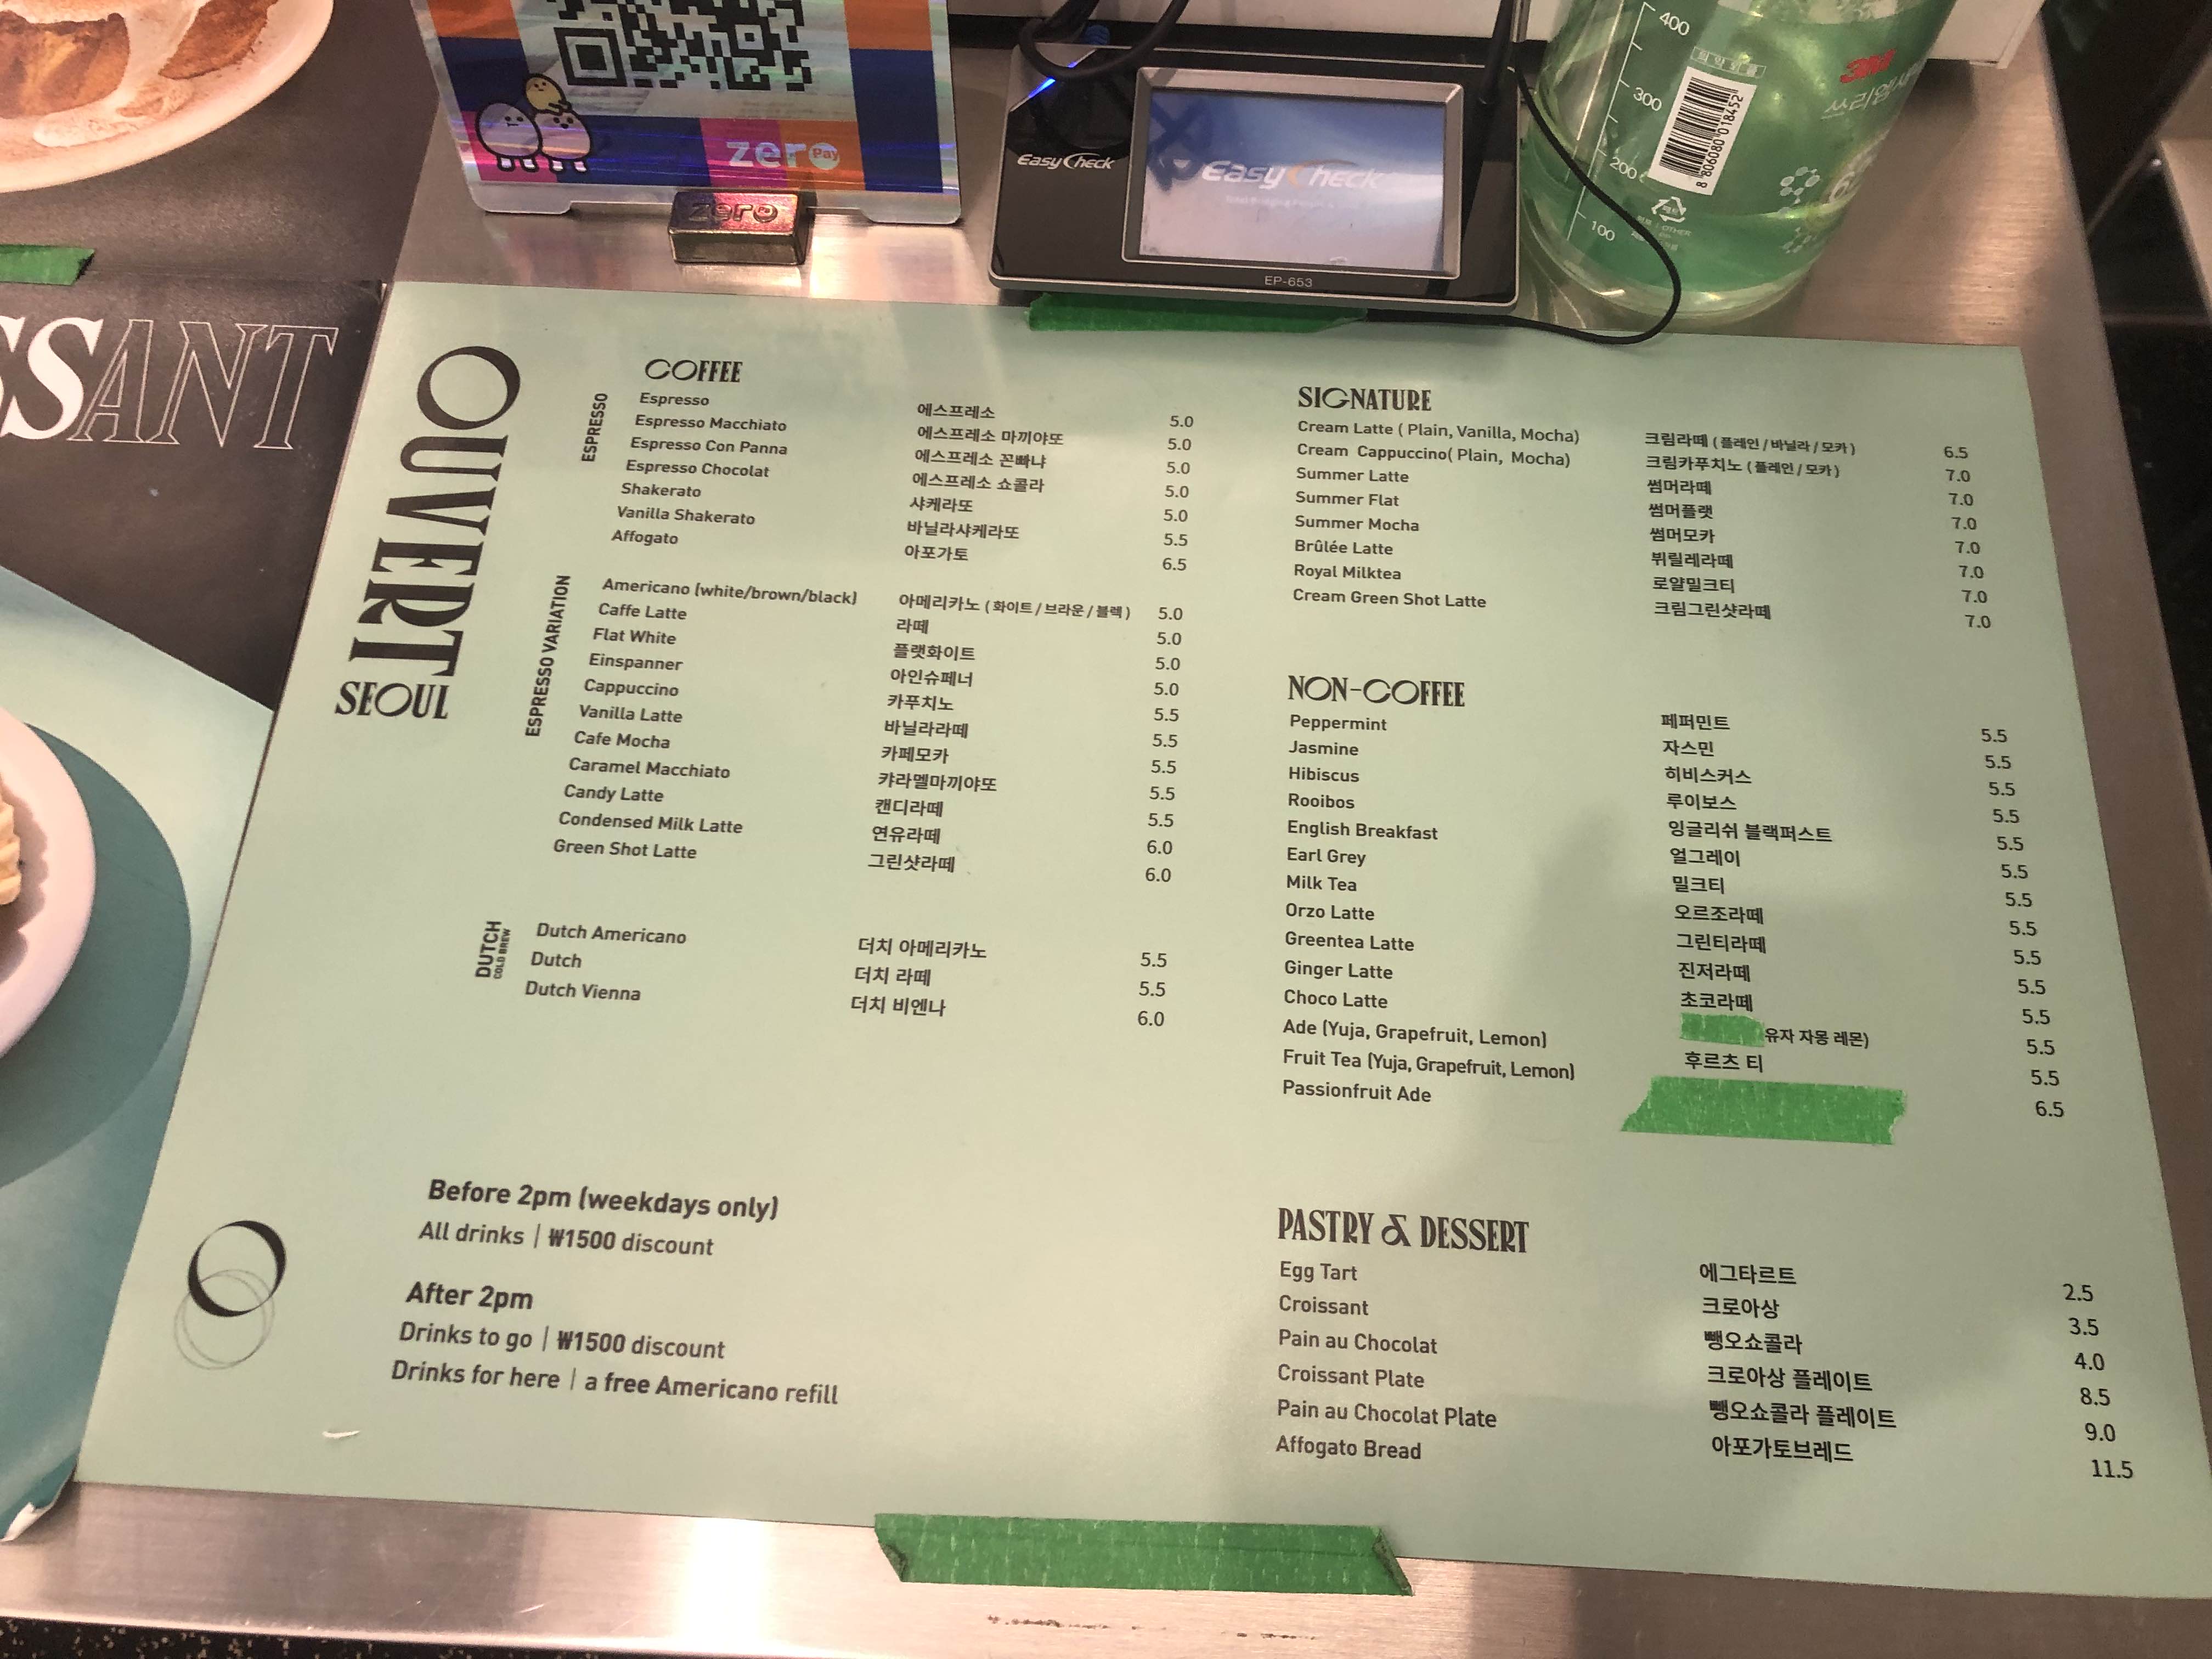 zero Pay
zero
EasyCheck
EasyCheck
EP-653
400
300
200
100
3M
8 806080 018452
OTHER
SSANT
OUVERT
SEOUL
COFFEE
ESPRESSO
Espresso 에스프레소 5.0
Espresso Macchiato 에스프레소 마끼야또 5.0
Espresso Con Panna 에스프레소 꼰빠냐 5.0
Espresso Chocolat 에스프레소 쇼콜라 5.0
Shakerato 샤케라또 5.0
Vanilla Shakerato 바닐라샤케라또 5.5
Affogato 아포가토 6.5
ESPRESSO VARIATION
Americano (white/brown/black) 아메리카노 ( 화이트 / 브라운 / 블렉 ) 5.0
Caffe Latte 라떼 5.0
Flat White 플랫화이트 5.0
Einspanner 아인슈페너 5.0
Cappuccino 카푸치노 5.5
Vanilla Latte 바닐라라떼 5.5
Cafe Mocha 카페모카 5.5
Caramel Macchiato 캬라멜마끼야또 5.5
Candy Latte 캔디라떼 5.5
Condensed Milk Latte 연유라떼 6.0
Green Shot Latte 그린샷라떼 6.0
DUTCH
COLD BREW
Dutch Americano 더치 아메리카노 5.5
Dutch 더치 라떼 5.5
Dutch Vienna 더치 비엔나 6.0
Before 2pm (weekdays only)
All drinks | ₩1500 discount
After 2pm
Drinks to go | ₩1500 discount
Drinks for here | a free Americano refill
SIGNATURE
Cream Latte ( Plain, Vanilla, Mocha) 크림라떼 ( 플레인 / 바닐라 / 모카 ) 6.5
Cream Cappuccino( Plain, Mocha) 크림카푸치노 ( 플레인 / 모카 ) 7.0
Summer Latte 썸머라떼 7.0
Summer Flat 썸머플랫 7.0
Summer Mocha 썸머모카 7.0
Brûlée Latte 뷔릴레라떼 7.0
Royal Milktea 로얄밀크티 7.0
Cream Green Shot Latte 크림그린샷라떼 7.0
NON-COFFEE
Peppermint 페퍼민트 5.5
Jasmine 자스민 5.5
Hibiscus 히비스커스 5.5
Rooibos 루이보스 5.5
English Breakfast 잉글리쉬 블랙퍼스트 5.5
Earl Grey 얼그레이 5.5
Milk Tea 밀크티 5.5
Orzo Latte 오르조라떼 5.5
Greentea Latte 그린티라떼 5.5
Ginger Latte 진저라떼 5.5
Choco Latte 초코라떼 5.5
Ade (Yuja, Grapefruit, Lemon) 유자 자몽 레몬) 5.5
Fruit Tea (Yuja, Grapefruit, Lemon) 후르츠 티 5.5
Passionfruit Ade 6.5
PASTRY & DESSERT
Egg Tart 에그타르트 2.5
Croissant 크로아상 3.5
Pain au Chocolat 뺑오쇼콜라 4.0
Croissant Plate 크로아상 플레이트 8.5
Pain au Chocolat Plate 뺑오쇼콜라 플레이트 9.0
Affogato Bread 아포가토브레드 11.5